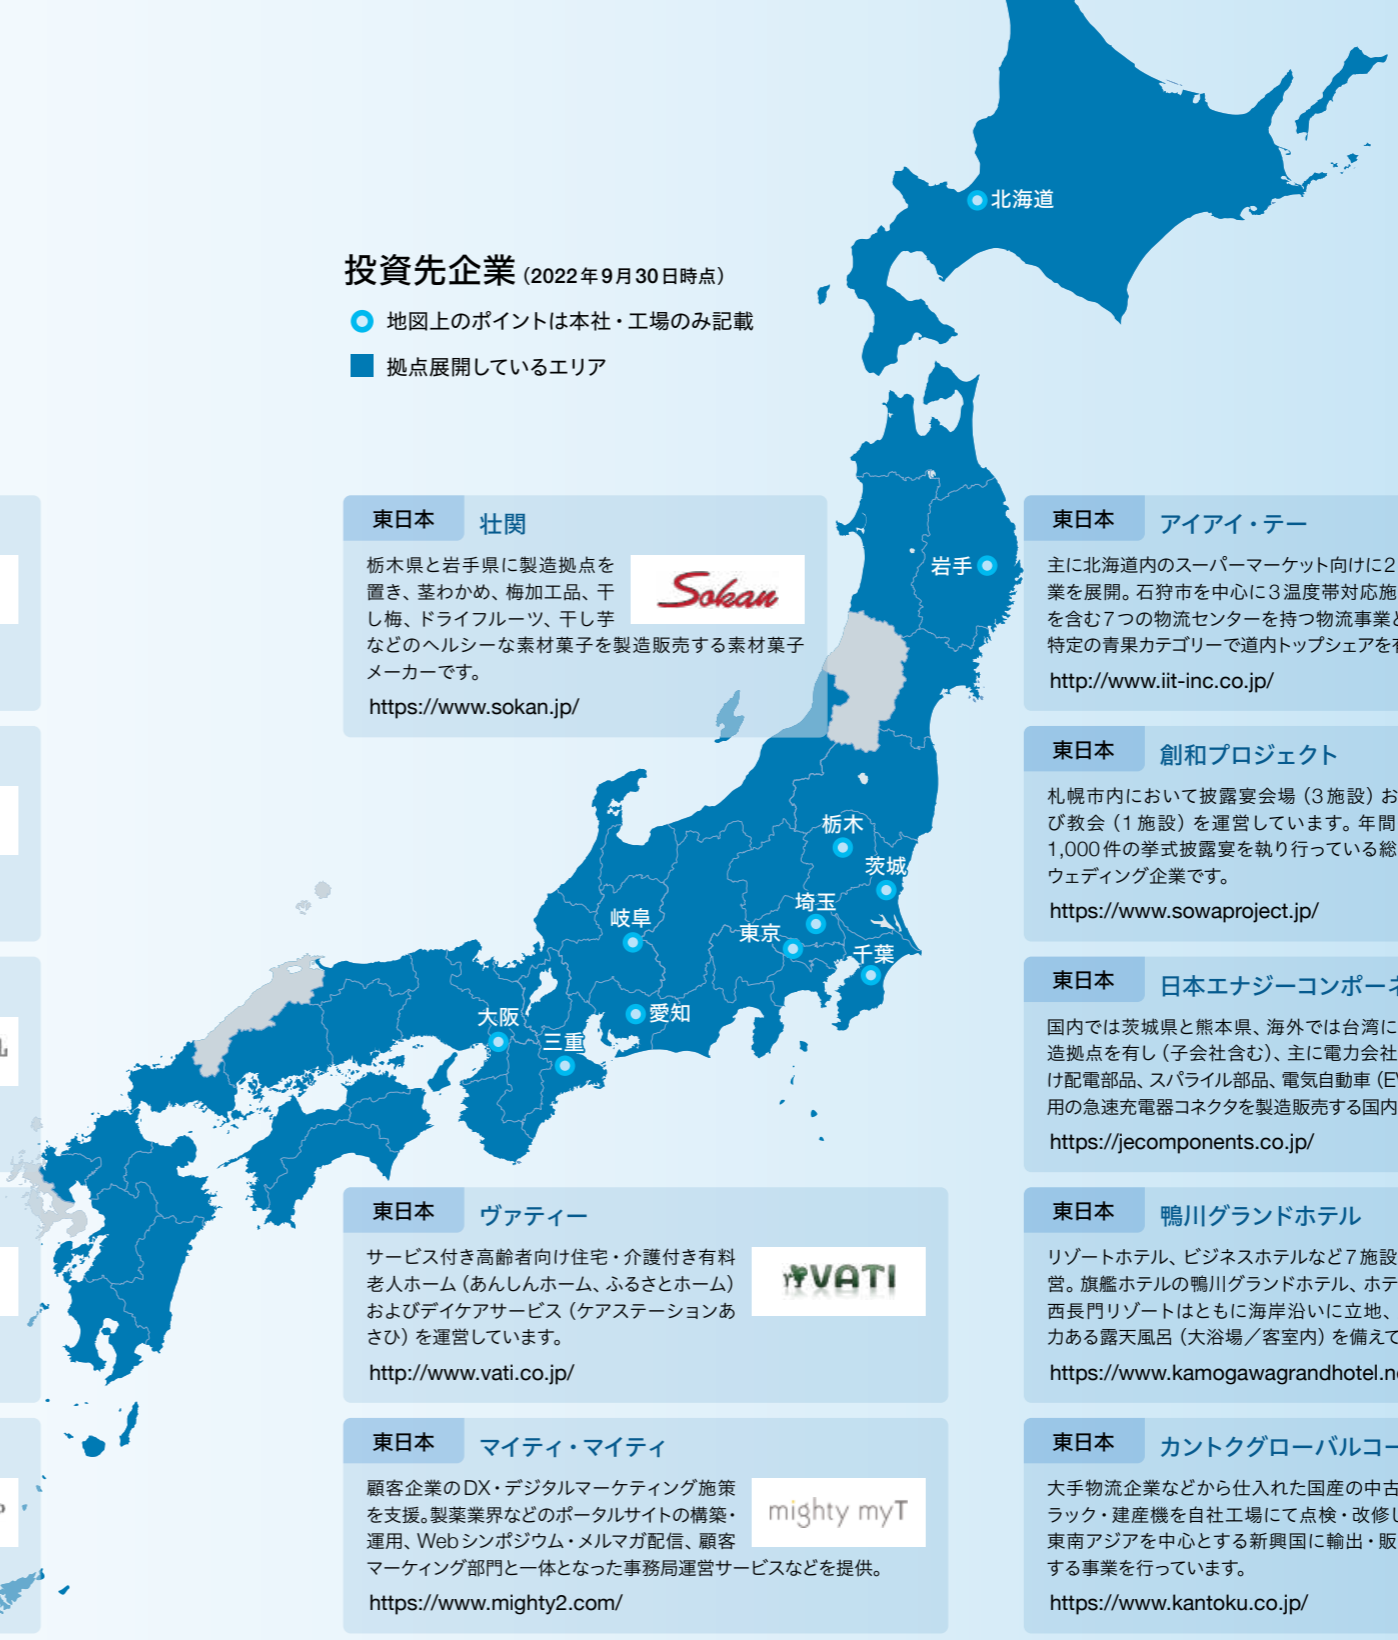 北海道
投資先企業（2022年9月30日時点）
地図上のポイントは本社・工場のみ記載
拠点展開しているエリア
岩手
栃木
茨城
埼玉
東京
千葉
岐阜
愛知
大阪
三重
東日本 壮関
栃木県と岩手県に製造拠点を
置き、茎わかめ、梅加工品、干
し梅、ドライフルーツ、干し芋
などのヘルシーな素材菓子を製造販売する素材菓子
メーカーです。
Sokan
https://www.sokan.jp/
東日本 ヴァティー
サービス付き高齢者向け住宅・介護付き有料
老人ホーム（あんしんホーム、ふるさとホーム）
およびデイケアサービス（ケアステーションあ
さひ）を運営しています。
VATI
http://www.vati.co.jp/
東日本 マイティ・マイティ
顧客企業のDX・デジタルマーケティング施策
を支援。製薬業界などのポータルサイトの構築・
運用、Webシンポジウム・メルマガ配信、顧客
マーケィング部門と一体となった事務局運営サービスなどを提供。
mighty myT
https://www.mighty2.com/
東日本 アイアイ・テー
主に北海道内のスーパーマーケット向けに2
業を展開。石狩市を中心に3温度帯対応施
を含む7つの物流センターを持つ物流事業と
特定の青果カテゴリーで道内トップシェアを有
http://www.iit-inc.co.jp/
東日本 創和プロジェクト
札幌市内において披露宴会場（3施設）お
び教会（1施設）を運営しています。年間
1,000件の挙式披露宴を執り行っている総
ウェディング企業です。
https://www.sowaproject.jp/
東日本 日本エナジーコンポーネ
国内では茨城県と熊本県、海外では台湾に
造拠点を有し（子会社含む）、主に電力会社
け配電部品、スパライル部品、電気自動車（EV
用の急速充電器コネクタを製造販売する国内
https://jecomponents.co.jp/
東日本 鴨川グランドホテル
リゾートホテル、ビジネスホテルなど7施設
営。旗艦ホテルの鴨川グランドホテル、ホテ
西長門リゾートはともに海岸沿いに立地、
力ある露天風呂（大浴場／客室内）を備えて
https://www.kamogawagrandhotel.ne
東日本 カントクグローバルコー
大手物流企業などから仕入れた国産の中古
ラック・建産機を自社工場にて点検・改修し
東南アジアを中心とする新興国に輸出・販
する事業を行っています。
https://www.kantoku.co.jp/